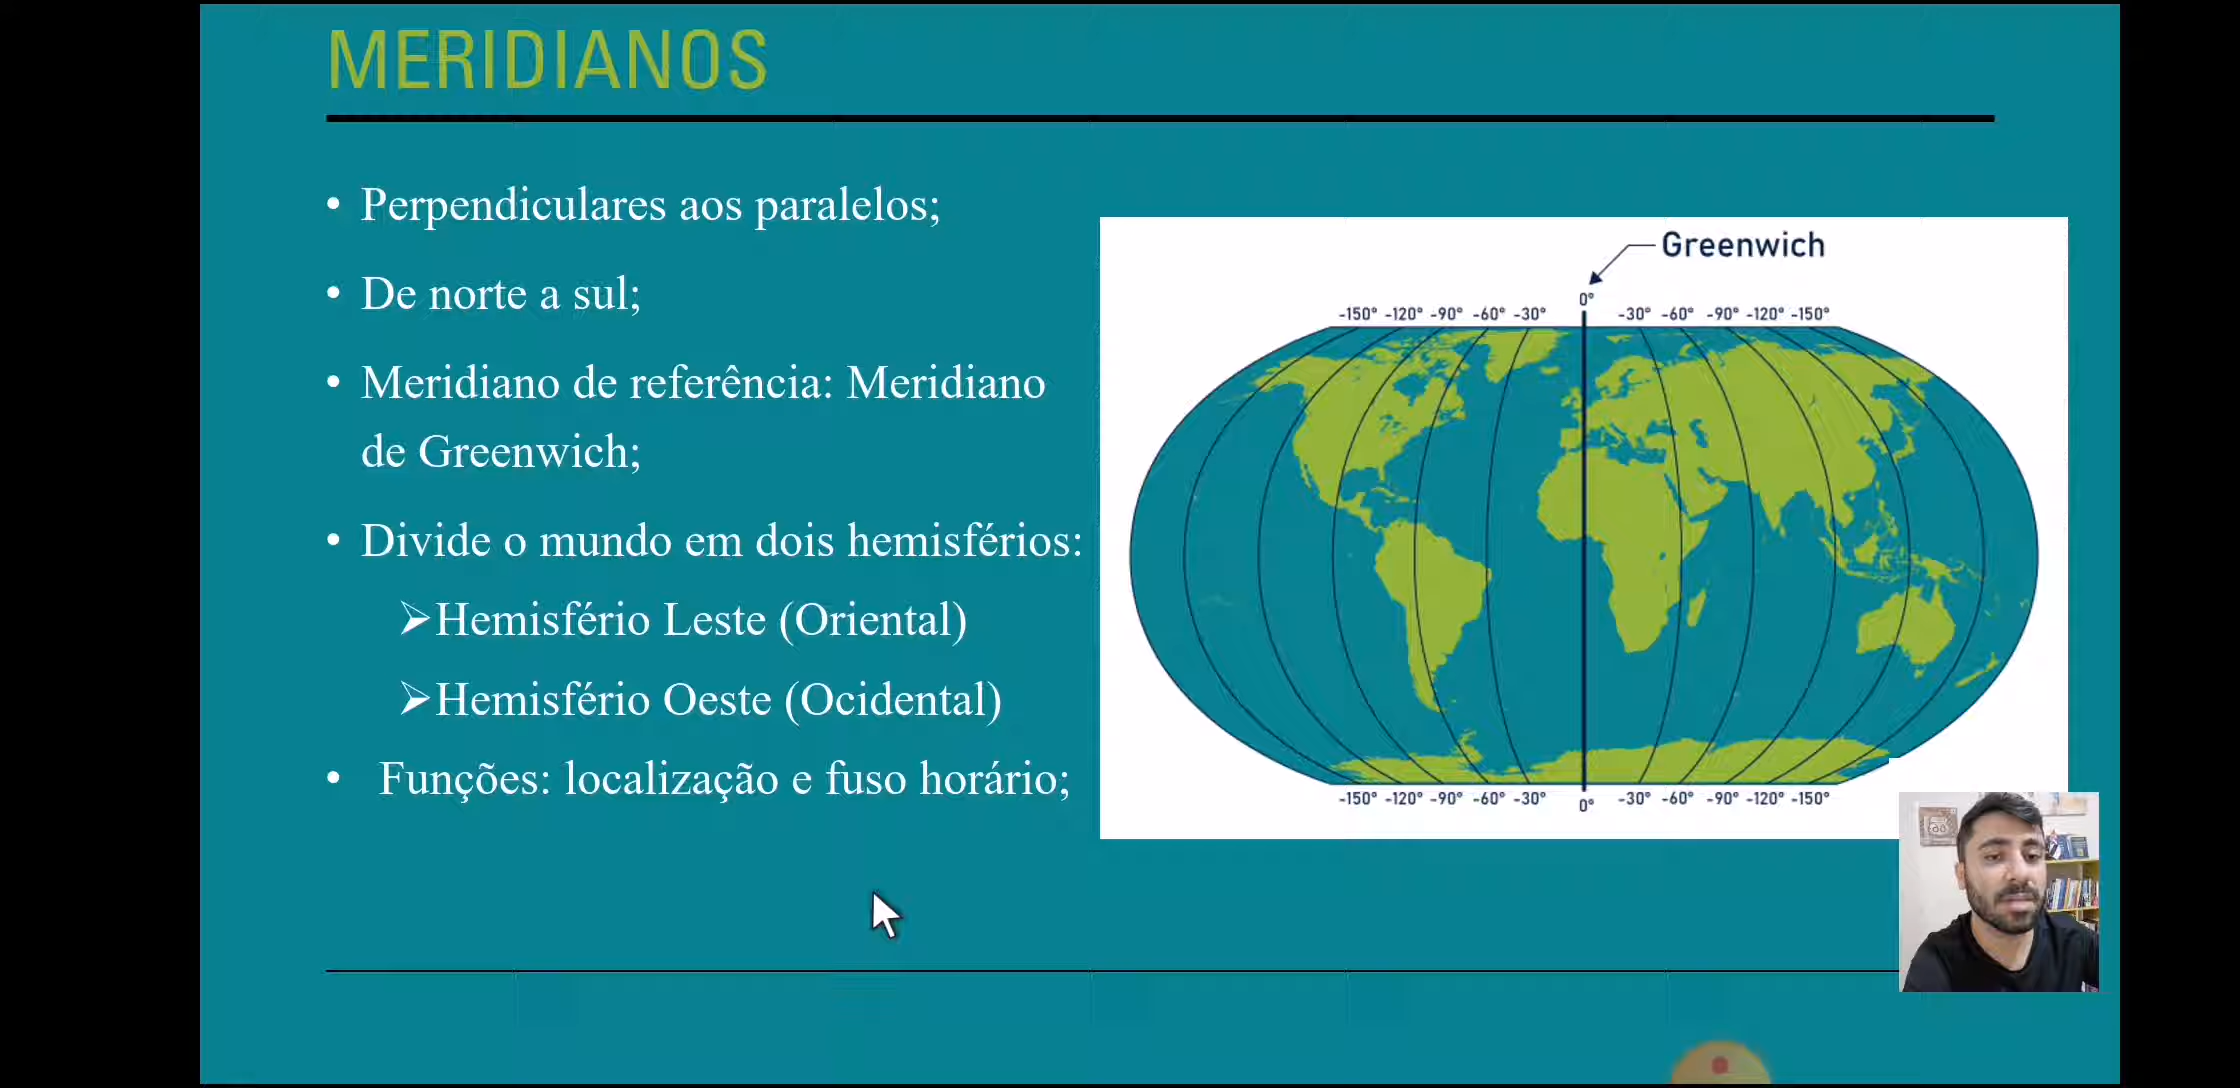 MERIDIANOS
• Perpendiculares aos paralelos;
• De norte a sul;
• Meridiano de referência: Meridiano
de Greenwich;
• Divide o mundo em dois hemisférios:
➢Hemisfério Leste (Oriental)
➢Hemisfério Oeste (Ocidental)
• Funções: localização e fuso horário;
Greenwich
0°
-150° -120° -90° -60° -30° -30° -60° -90° -120° -150°
-150° -120° -90° -60° -30° 0° -30° -60° -90° -120° -150°